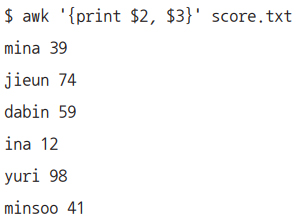 $ awk '{print $2, $3}' score.txt
mina 39
jieun 74
dabin 59
ina 12
yuri 98
minsoo 41